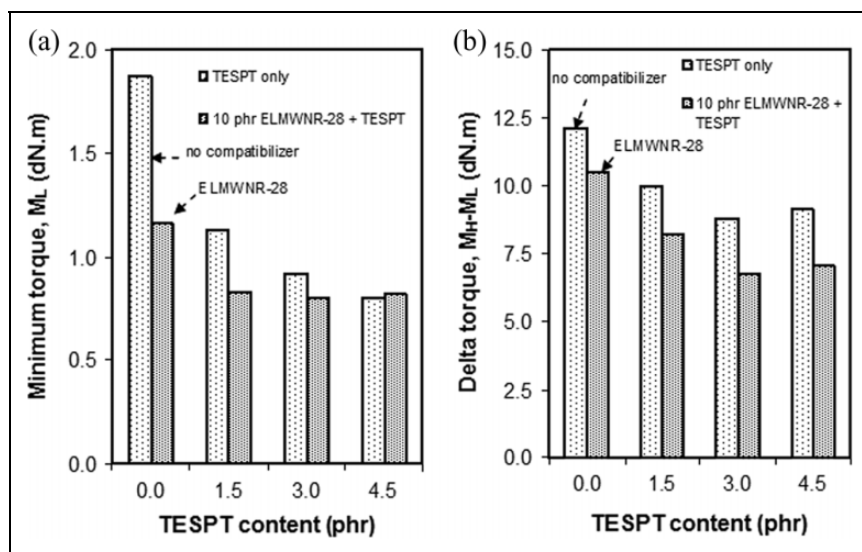 (a)
2.0
1.5
1.0
0.5
0.0
Minimum torque, ML (dN.m)
TESPT only
10 phr ELMWNR-28 + TESPT
no compatibilizer
ELMWNR-28
0.0 1.5 3.0 4.5
TESPT content (phr)
(b)
15.0
12.5
10.0
7.5
5.0
2.5
0.0
Delta torque, MH-ML (dN.m)
TESPT only
no compatibilizer
10 phr ELMWNR-28 +
TESPT
ELMWNR-28
0.0 1.5 3.0 4.5
TESPT content (phr)